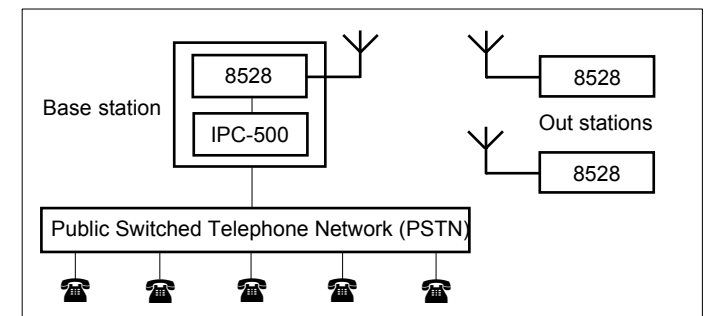 8528
8528
Base station
Out stations
IPC-500
8528
Public Switched Telephone Network (PSTN)